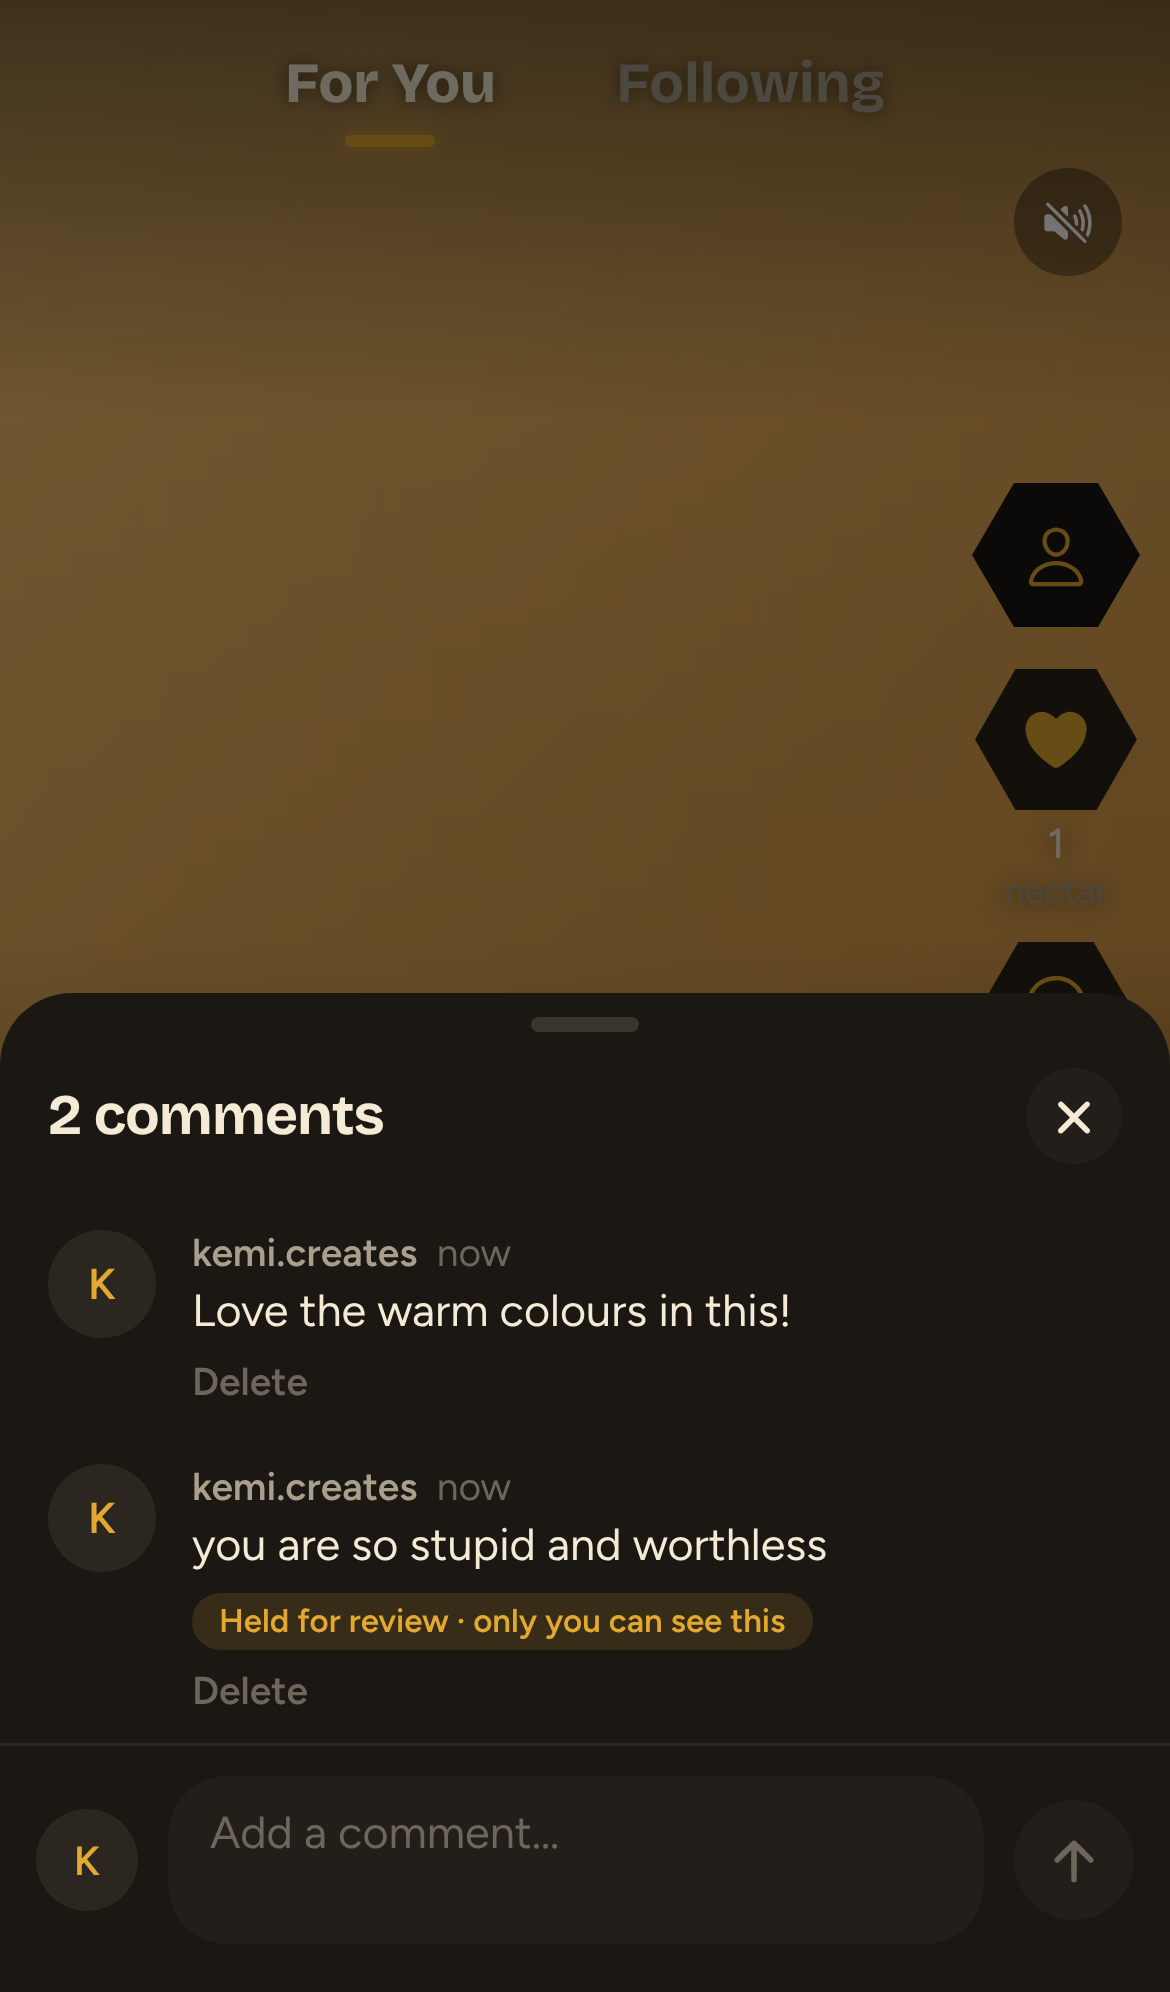 For You Following
1
nectar
2 comments
K
kemi.creates now
Love the warm colours in this!
Delete
K
kemi.creates now
you are so stupid and worthless
Held for review · only you can see this
Delete
K
Add a comment...